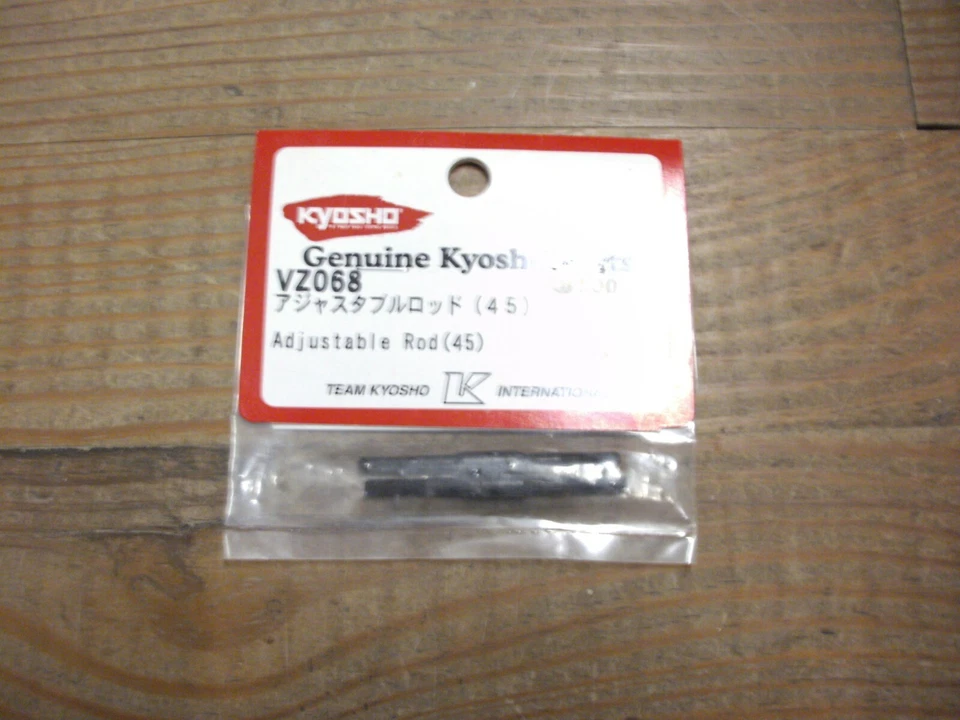 KYOSHO
Genuine Kyosh
VZ068
アジャスタブルロッド(45)
Adjustable Rod(45)
TEAM KYOSHO K INTERNATIONAL